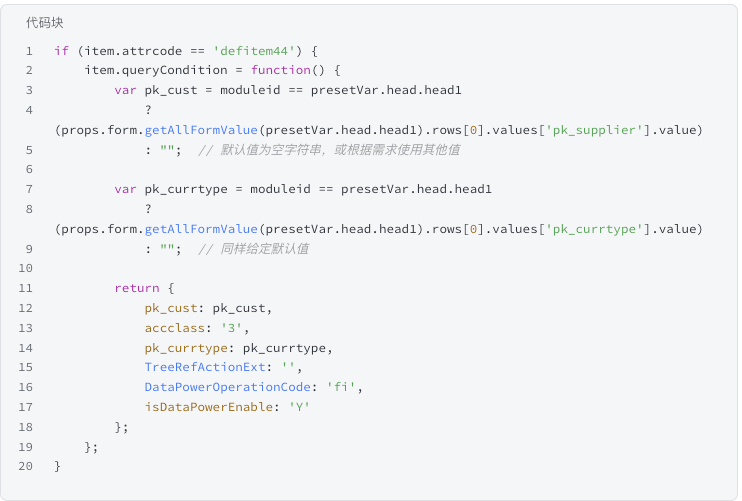 代码块
1 if (item.attrcode == 'defitem44') {
2     item.queryCondition = function() {
3         var pk_cust = moduleid == presetVar.head.head1
4             ?
(props.form.getAllFormValue(presetVar.head.head1).rows[0].values['pk_supplier'].value)
5             : "";  // 默认值为空字符串，或根据需求使用其他值
6
7         var pk_currtype = moduleid == presetVar.head.head1
8             ?
(props.form.getAllFormValue(presetVar.head.head1).rows[0].values['pk_currtype'].value)
9             : "";  // 同样给定默认值
10
11         return {
12             pk_cust: pk_cust,
13             accclass: '3',
14             pk_currtype: pk_currtype,
15             TreeRefActionExt: '',
16             DataPowerOperationCode: 'fi',
17             isDataPowerEnable: 'Y'
18         };
19     };
20 }